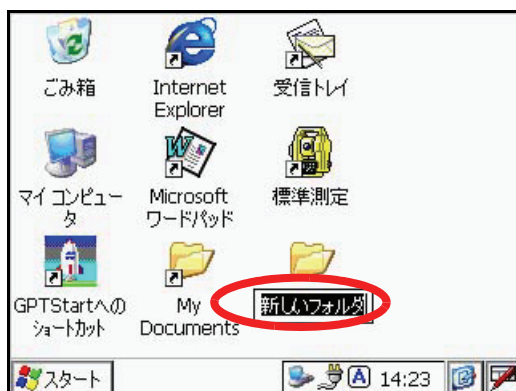 ごみ箱
Internet
Explorer
受信トレイ
マイ コンピュー
タ
Microsoft
ワードパッド
標準測定
GPTStartへの
ショートカット
My
Documents
新しいフォルダ
スタート
A
14:23